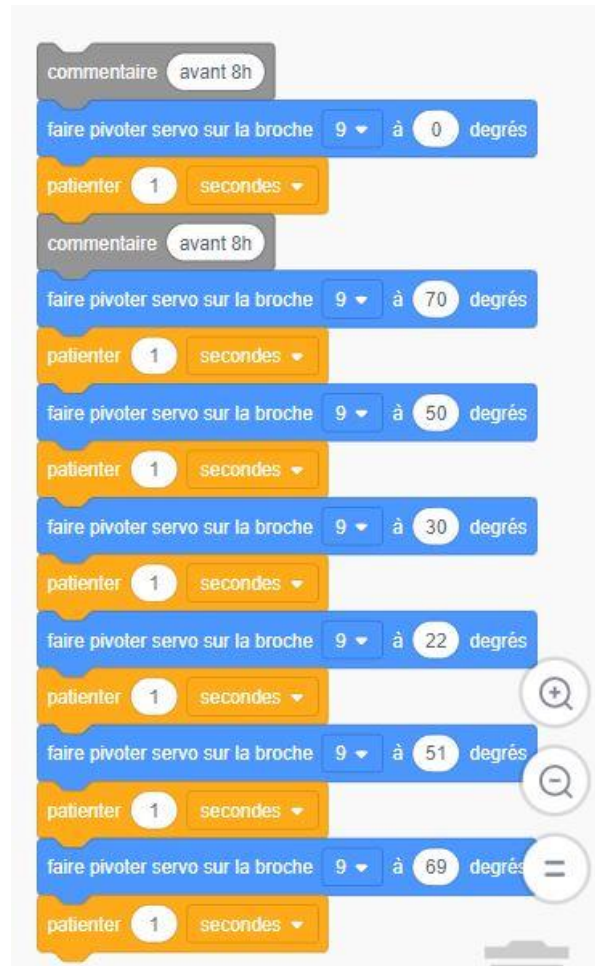 commentaire avant 8h
faire pivoter servo sur la broche 9 à 0 degrés
patienter 1 secondes
commentaire avant 8h
faire pivoter servo sur la broche 9 à 70 degrés
patienter 1 secondes
faire pivoter servo sur la broche 9 à 50 degrés
patienter 1 secondes
faire pivoter servo sur la broche 9 à 30 degrés
patienter 1 secondes
faire pivoter servo sur la broche 9 à 22 degrés
patienter 1 secondes
faire pivoter servo sur la broche 9 à 51 degrés
patienter 1 secondes
faire pivoter servo sur la broche 9 à 69 degrés
patienter 1 secondes